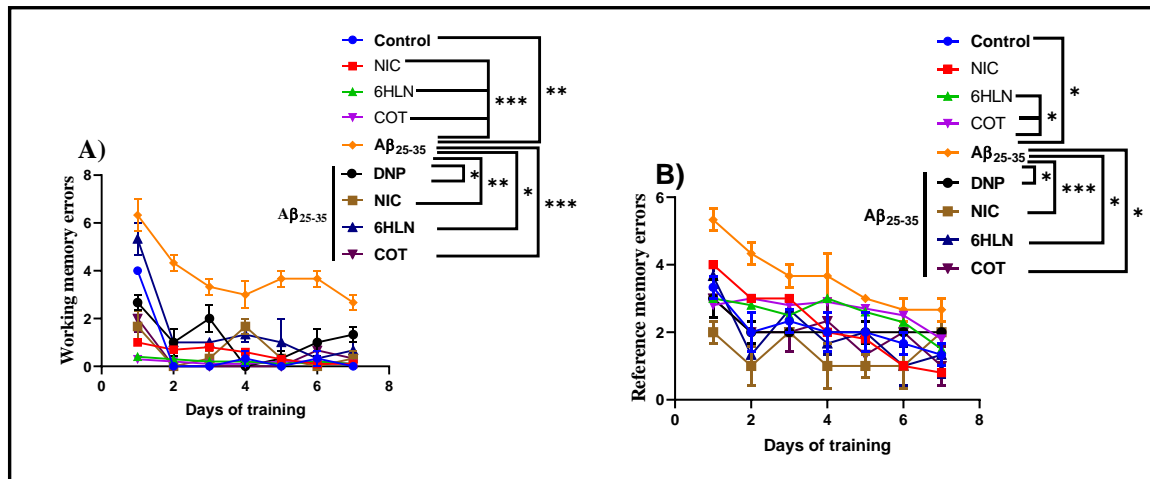 Control
NIC
6HLN
COT
Aβ25-35
DNP
NIC
6HLN
COT
Aβ25-35
***
**
*
**
*
***
A)
Working memory errors
8
6
4
2
0
0
2
4
6
8
Days of training
Control
NIC
6HLN
COT
Aβ25-35
DNP
NIC
6HLN
COT
Aβ25-35
*
*
*
***
*
*
B)
Reference memory errors
6
4
2
0
0
2
4
6
8
Days of training